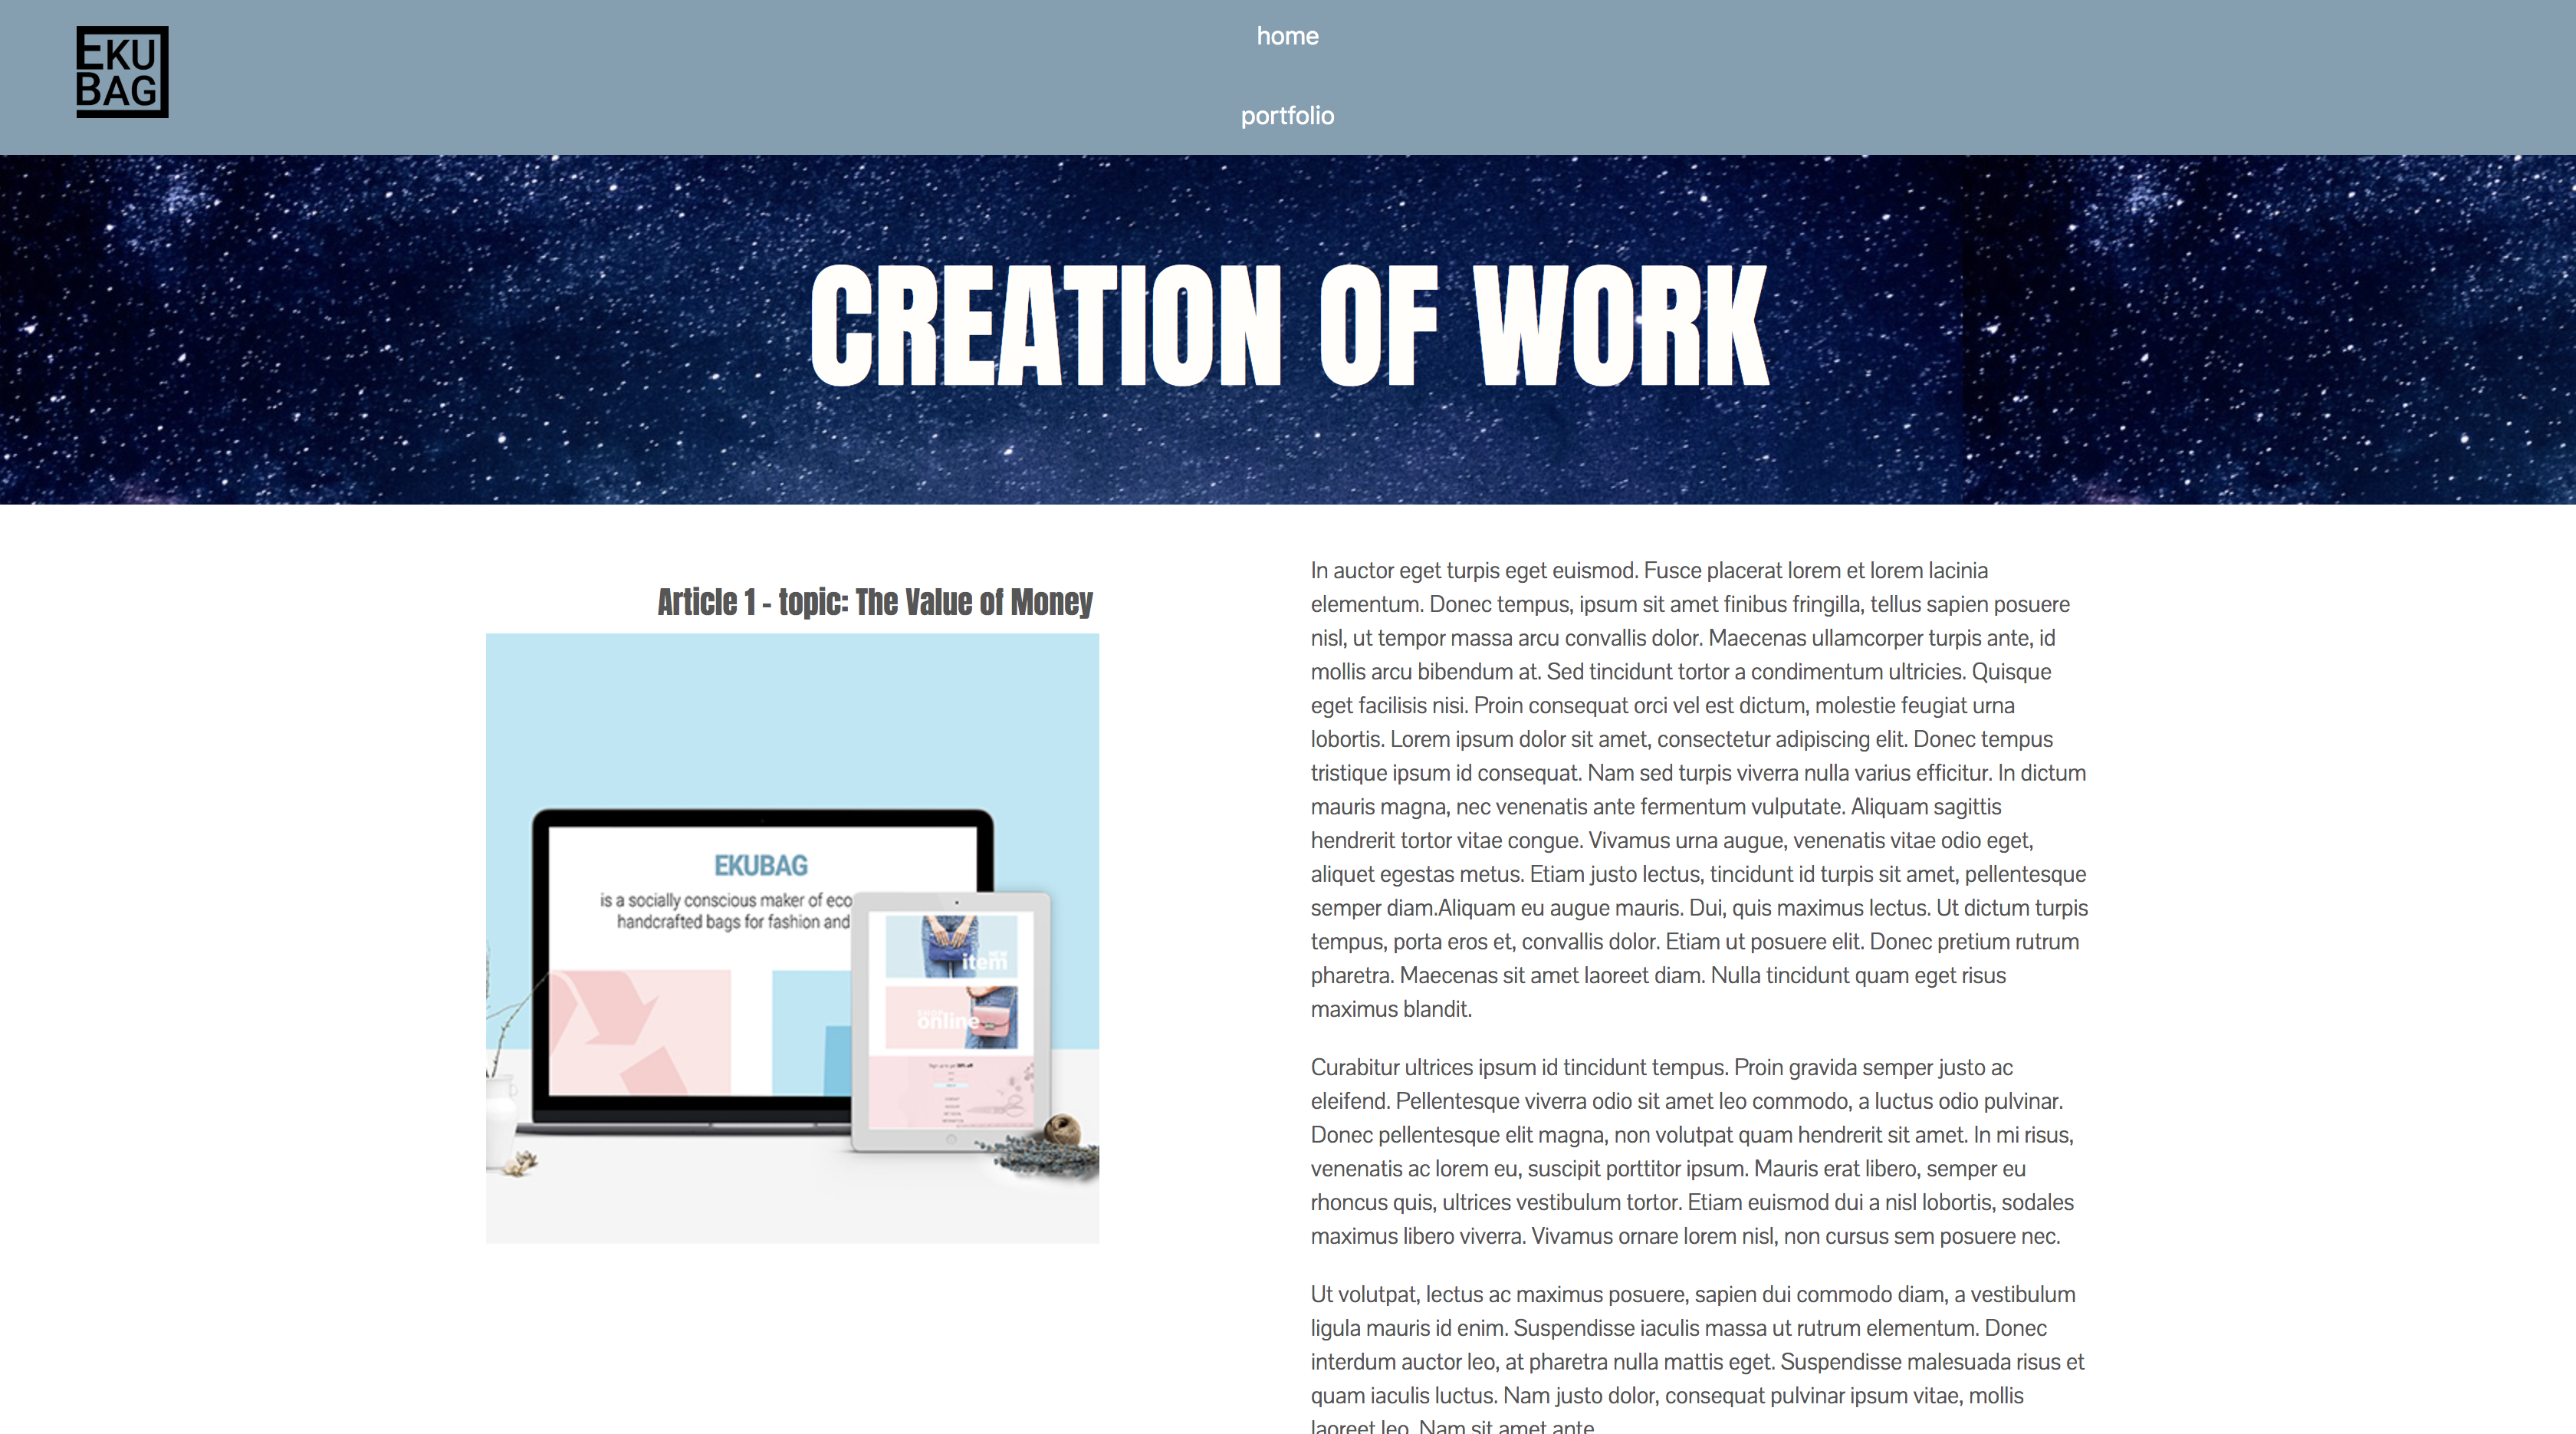 EKU
BAG
home
portfolio
CREATION OF WORK
Article 1 - topic: The Value of Money
EKUBAG
is a socially conscious maker of eco
handcrafted bags for fashion and
NEW
item
SHOP
online
In auctor eget turpis eget euismod. Fusce placerat lorem et lorem lacinia
elementum. Donec tempus, ipsum sit amet finibus fringilla, tellus sapien posuere
nisl, ut tempor massa arcu convallis dolor. Maecenas ullamcorper turpis ante, id
mollis arcu bibendum at. Sed tincidunt tortor a condimentum ultricies. Quisque
eget facilisis nisi. Proin consequat orci vel est dictum, molestie feugiat urna
lobortis. Lorem ipsum dolor sit amet, consectetur adipiscing elit. Donec tempus
tristique ipsum id consequat. Nam sed turpis viverra nulla varius efficitur. In dictum
mauris magna, nec venenatis ante fermentum vulputate. Aliquam sagittis
hendrerit tortor vitae congue. Vivamus urna augue, venenatis vitae odio eget,
aliquet egestas metus. Etiam justo lectus, tincidunt id turpis sit amet, pellentesque
semper diam.Aliquam eu augue mauris. Dui, quis maximus lectus. Ut dictum turpis
tempus, porta eros et, convallis dolor. Etiam ut posuere elit. Donec pretium rutrum
pharetra. Maecenas sit amet laoreet diam. Nulla tincidunt quam eget risus
maximus blandit.
Curabitur ultrices ipsum id tincidunt tempus. Proin gravida semper justo ac
eleifend. Pellentesque viverra odio sit amet leo commodo, a luctus odio pulvinar.
Donec pellentesque elit magna, non volutpat quam hendrerit sit amet. In mi risus,
venenatis ac lorem eu, suscipit porttitor ipsum. Mauris erat libero, semper eu
rhoncus quis, ultrices vestibulum tortor. Etiam euismod dui a nisl lobortis, sodales
maximus libero viverra. Vivamus ornare lorem nisl, non cursus sem posuere nec.
Ut volutpat, lectus ac maximus posuere, sapien dui commodo diam, a vestibulum
ligula mauris id enim. Suspendisse iaculis massa ut rutrum elementum. Donec
interdum auctor leo, at pharetra nulla mattis eget. Suspendisse malesuada risus et
quam iaculis luctus. Nam justo dolor, consequat pulvinar ipsum vitae, mollis
laoreet leo. Nam sit amet ante